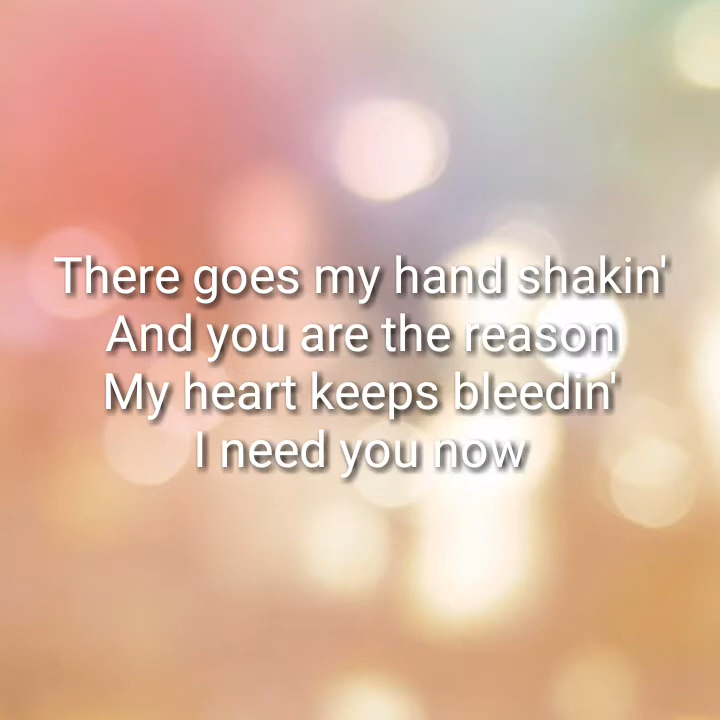 There goes my hand shakin'
And you are the reason
My heart keeps bleedin'
I need you now